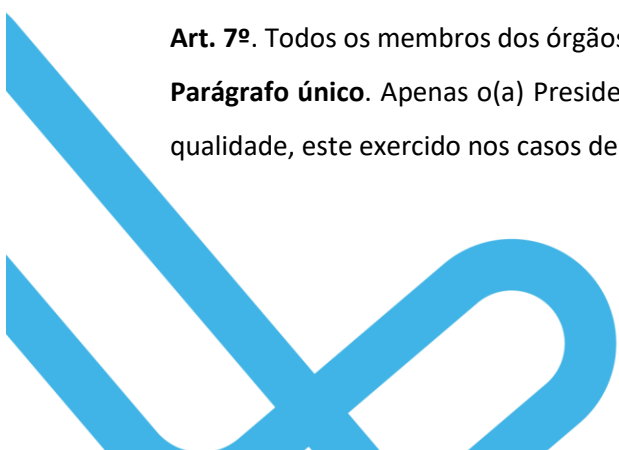 Art. 7º. Todos os membros dos órgãos
Parágrafo único. Apenas o(a) Preside
qualidade, este exercido nos casos de